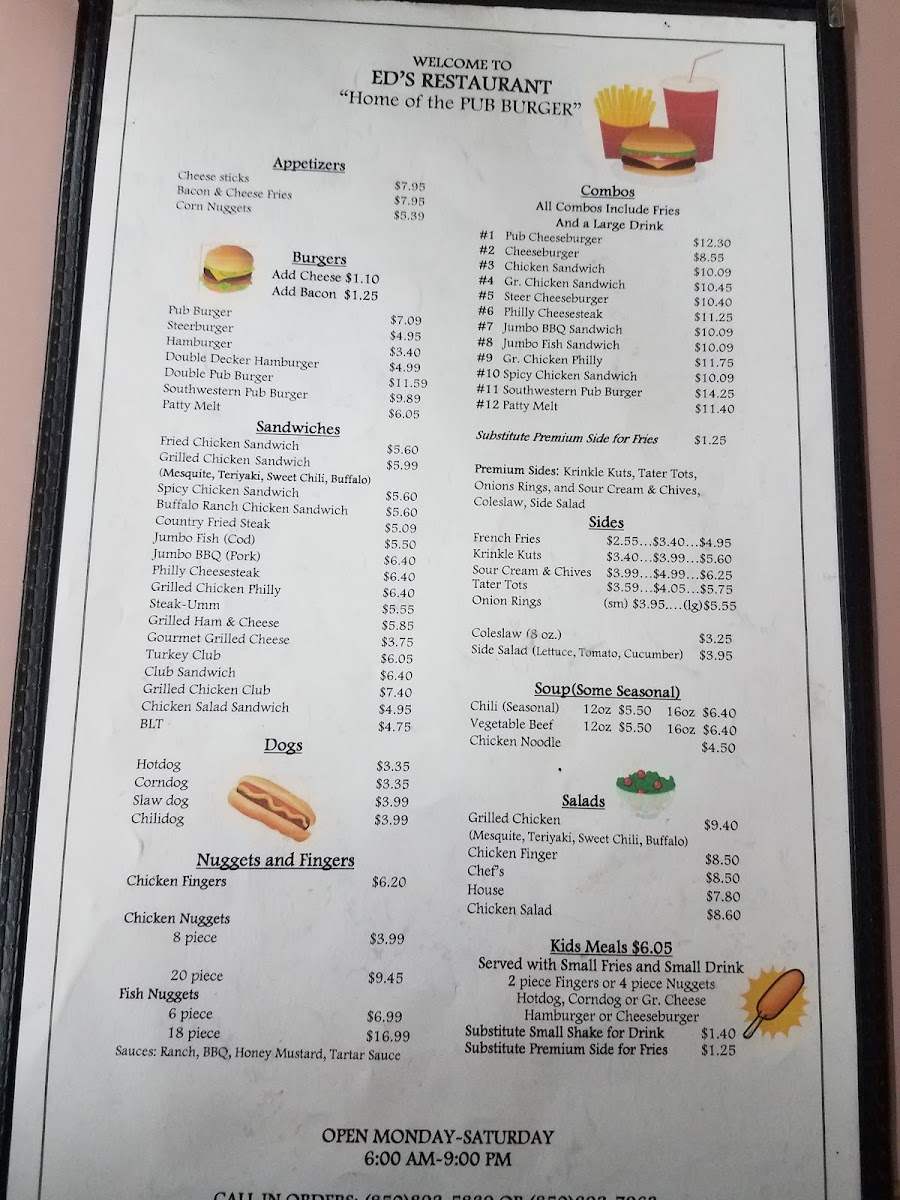 WELCOME TO
ED'S RESTAURANT
"Home of the PUB BURGER"
Appetizers
Cheese sticks $7.95
Bacon & Cheese Fries $7.95
Corn Nuggets $5.39
Burgers
Add Cheese $1.10
Add Bacon $1.25
Pub Burger $7.09
Steerburger $4.95
Hamburger $3.40
Double Decker Hamburger $4.99
Double Pub Burger $11.59
Southwestern Pub Burger $9.89
Patty Melt $6.05
Sandwiches
Fried Chicken Sandwich $5.60
Grilled Chicken Sandwich $5.99
(Mesquite, Teriyaki, Sweet Chili, Buffalo)
Spicy Chicken Sandwich $5.60
Buffalo Ranch Chicken Sandwich $5.60
Country Fried Steak $5.09
Jumbo Fish (Cod) $5.50
Jumbo BBQ (Pork) $6.40
Philly Cheesesteak $6.40
Grilled Chicken Philly $6.40
Steak-Umm $5.55
Grilled Ham & Cheese $5.85
Gourmet Grilled Cheese $3.75
Turkey Club $6.05
Club Sandwich $6.40
Grilled Chicken Club $7.40
Chicken Salad Sandwich $4.95
BLT $4.75
Dogs
Hotdog $3.35
Corndog $3.35
Slaw dog $3.99
Chilidog $3.99
Nuggets and Fingers
Chicken Fingers $6.20
Chicken Nuggets
8 piece $3.99
20 piece $9.45
Fish Nuggets
6 piece $6.99
18 piece $16.99
Sauces: Ranch, BBQ, Honey Mustard, Tartar Sauce
Combos
All Combos Include Fries
And a Large Drink
#1 Pub Cheeseburger $12.30
#2 Cheeseburger $8.55
#3 Chicken Sandwich $10.09
#4 Gr. Chicken Sandwich $10.45
#5 Steer Cheeseburger $10.40
#6 Philly Cheesesteak $11.25
#7 Jumbo BBQ Sandwich $10.09
#8 Jumbo Fish Sandwich $10.09
#9 Gr. Chicken Philly $11.75
#10 Spicy Chicken Sandwich $10.09
#11 Southwestern Pub Burger $14.25
#12 Patty Melt $11.40
Substitute Premium Side for Fries $1.25
Premium Sides: Krinkle Kuts, Tater Tots,
Onions Rings, and Sour Cream & Chives,
Coleslaw, Side Salad
Sides
French Fries $2.55...$3.40...$4.95
Krinkle Kuts $3.40...$3.99...$5.60
Sour Cream & Chives $3.99...$4.99...$6.25
Tater Tots $3.59...$4.05...$5.75
Onion Rings (sm) $3.95....(lg)$5.55
Coleslaw (8 oz.) $3.25
Side Salad (Lettuce, Tomato, Cucumber) $3.95
Soup(Some Seasonal)
Chili (Seasonal) 12oz $5.50 16oz $6.40
Vegetable Beef 12oz $5.50 16oz $6.40
Chicken Noodle $4.50
Salads
Grilled Chicken $9.40
(Mesquite, Teriyaki, Sweet Chili, Buffalo)
Chicken Finger $8.50
Chef's $8.50
House $7.80
Chicken Salad $8.60
Kids Meals $6.05
Served with Small Fries and Small Drink
2 piece Fingers or 4 piece Nuggets
Hotdog, Corndog or Gr. Cheese
Hamburger or Cheeseburger
Substitute Small Shake for Drink $1.40
Substitute Premium Side for Fries $1.25
OPEN MONDAY-SATURDAY
6:00 AM-9:00 PM
CALL IN ORDERS: